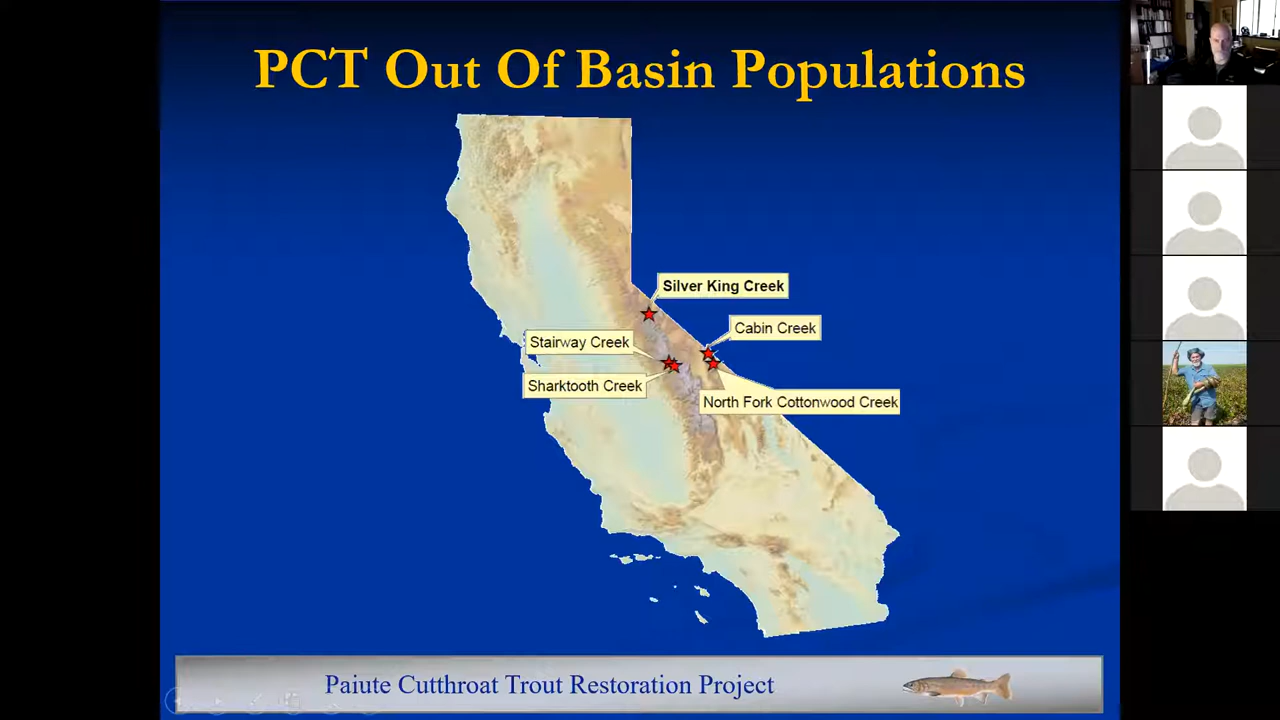 PCT Out Of Basin Populations
Silver King Creek
Cabin Creek
Stairway Creek
Sharktooth Creek
North Fork Cottonwood Creek
Paiute Cutthroat Trout Restoration Project